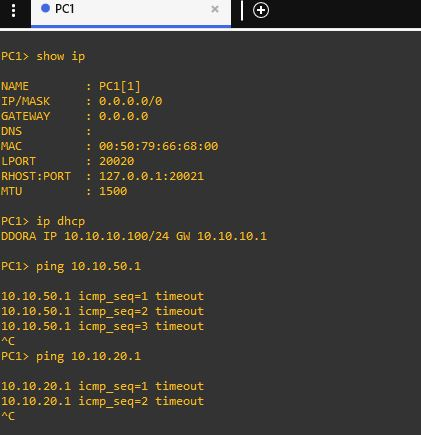 PC1
PC1> show ip
NAME        : PC1[1]
IP/MASK     : 0.0.0.0/0
GATEWAY     : 0.0.0.0
DNS         :
MAC         : 00:50:79:66:68:00
LPORT       : 20020
RHOST:PORT  : 127.0.0.1:20021
MTU         : 1500
PC1> ip dhcp
DDORA IP 10.10.10.100/24 GW 10.10.10.1
PC1> ping 10.10.50.1
10.10.50.1 icmp_seq=1 timeout
10.10.50.1 icmp_seq=2 timeout
10.10.50.1 icmp_seq=3 timeout
^C
PC1> ping 10.10.20.1
10.10.20.1 icmp_seq=1 timeout
10.10.20.1 icmp_seq=2 timeout
^C